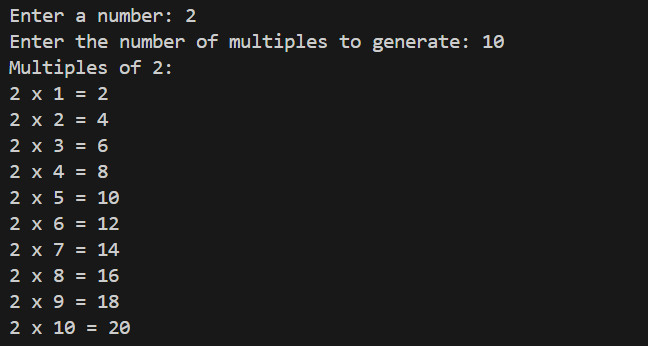 Enter a number: 2
Enter the number of multiples to generate: 10
Multiples of 2:
2 x 1 = 2
2 x 2 = 4
2 x 3 = 6
2 x 4 = 8
2 x 5 = 10
2 x 6 = 12
2 x 7 = 14
2 x 8 = 16
2 x 9 = 18
2 x 10 = 20